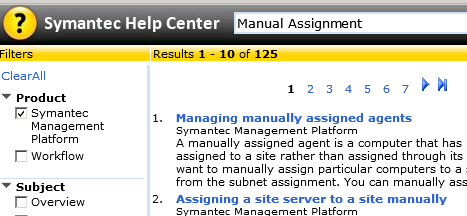 ? Symantec Help Center Manual Assignment
Filters
Results 1 - 10 of 125
ClearAll
Product
Symantec
Management
Platform
Workflow
Subject
Overview
1 2 3 4 5 6 7
1. Managing manually assigned agents
Symantec Management Platform
A manually assigned agent is a computer that has
assigned to a site rather than assigned through its
want to manually assign particular computers to a s
from the subnet assignment. You can manually ass
2. Assigning a site server to a site manually
Symantec Management Platform